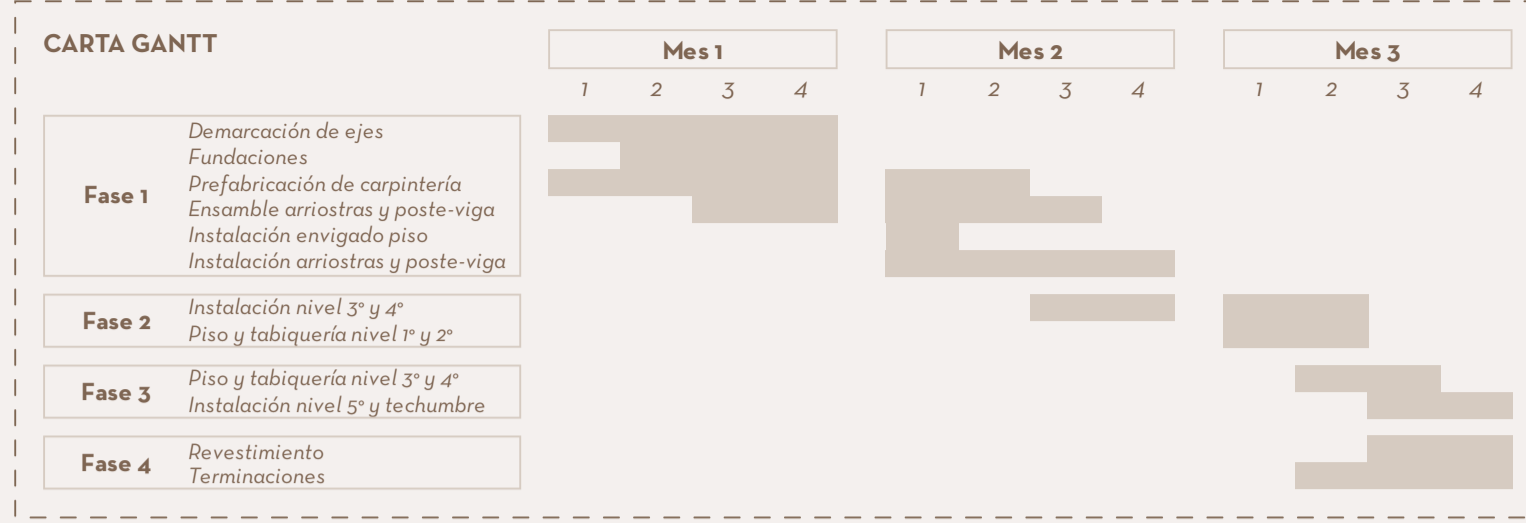 CARTA GANTT
Mes 1
Mes 2
Mes 3
1 2 3 4
1 2 3 4
1 2 3 4
Fase 1
Demarcación de ejes
Fundaciones
Prefabricación de carpintería
Ensamble arriostras y poste-viga
Instalación envigado piso
Instalación arriostras y poste-viga
Fase 2
Instalación nivel 3° y 4°
Piso y tabiquería nivel 1° y 2°
Fase 3
Piso y tabiquería nivel 3° y 4°
Instalación nivel 5° y techumbre
Fase 4
Revestimiento
Terminaciones